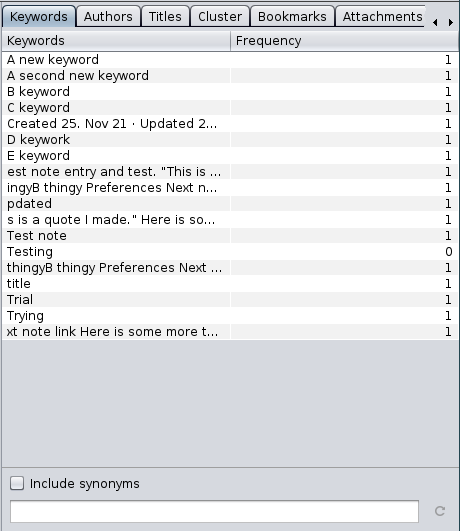 Keywords Authors Titles Cluster Bookmarks Attachments
Keywords Frequency
A new keyword 1
A second new keyword 1
B keyword 1
C keyword 1
Created 25. Nov 21 · Updated 2... 1
D keywork 1
E keyword 1
est note entry and test. "This is ... 1
ingyB thingy Preferences Next n... 1
pdated 1
s is a quote I made." Here is so... 1
Test note 1
Testing 0
thingyB thingy Preferences Next ... 1
title 1
Trial 1
Trying 1
xt note link Here is some more t... 1
Include synonyms